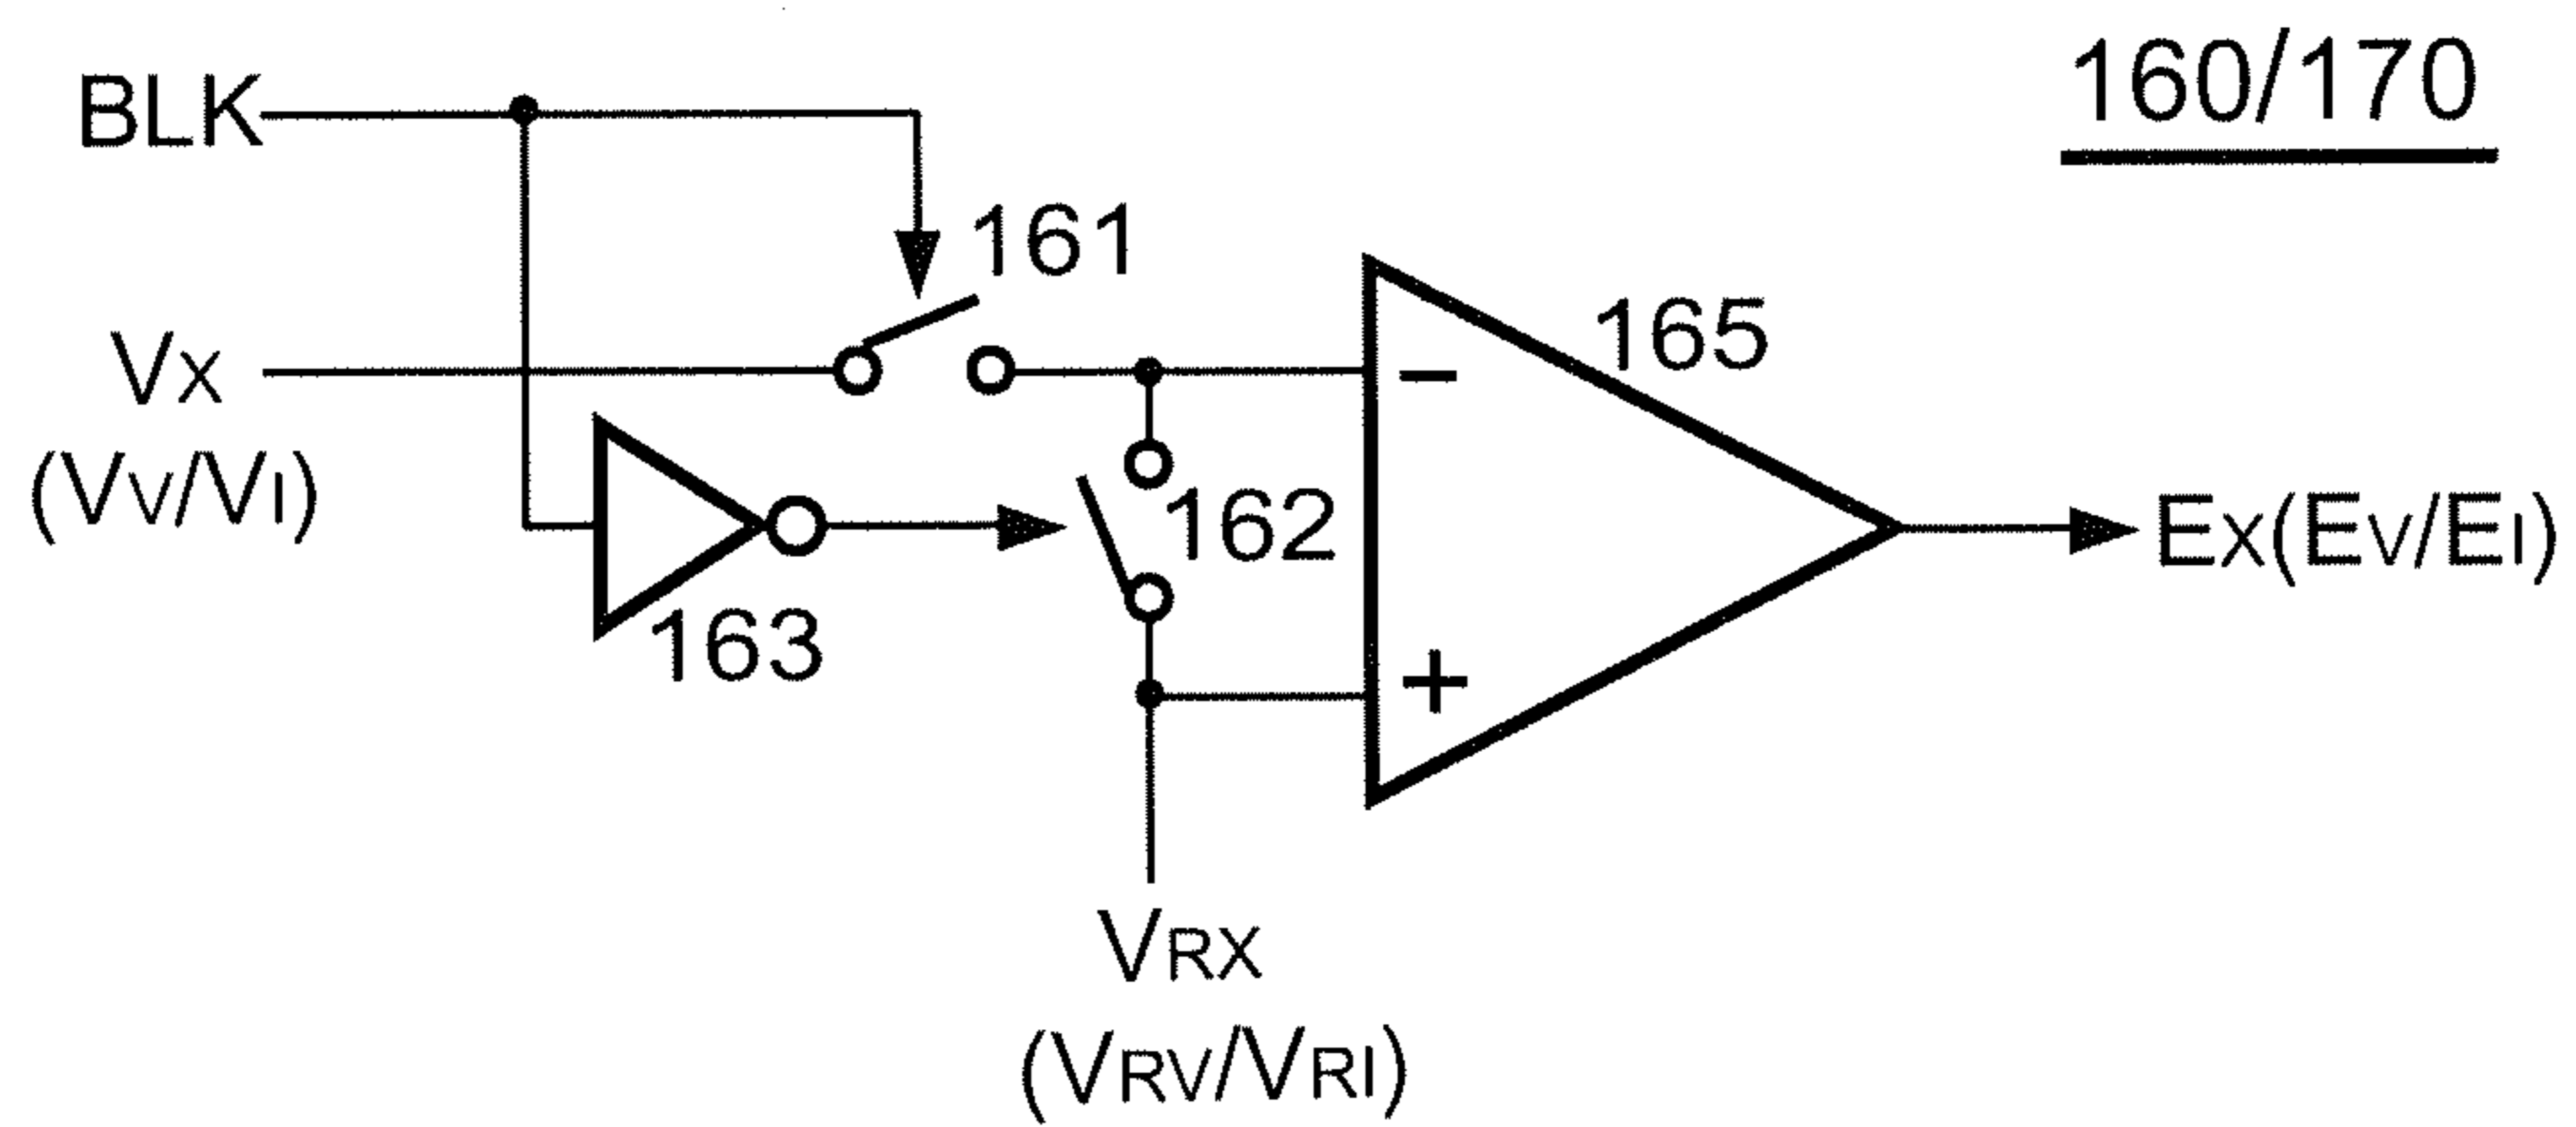 160/170
BLK
161
165
Vx
(Vv/VI)
162
Ex(Ev/EI)
163
−
+
VRX
(VRV/VRI)